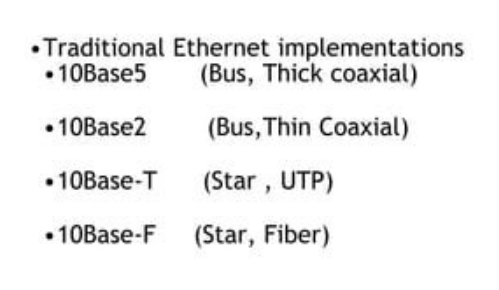 •Traditional Ethernet implementations
•10Base5 (Bus, Thick coaxial)
•10Base2 (Bus,Thin Coaxial)
•10Base-T (Star , UTP)
•10Base-F (Star, Fiber)